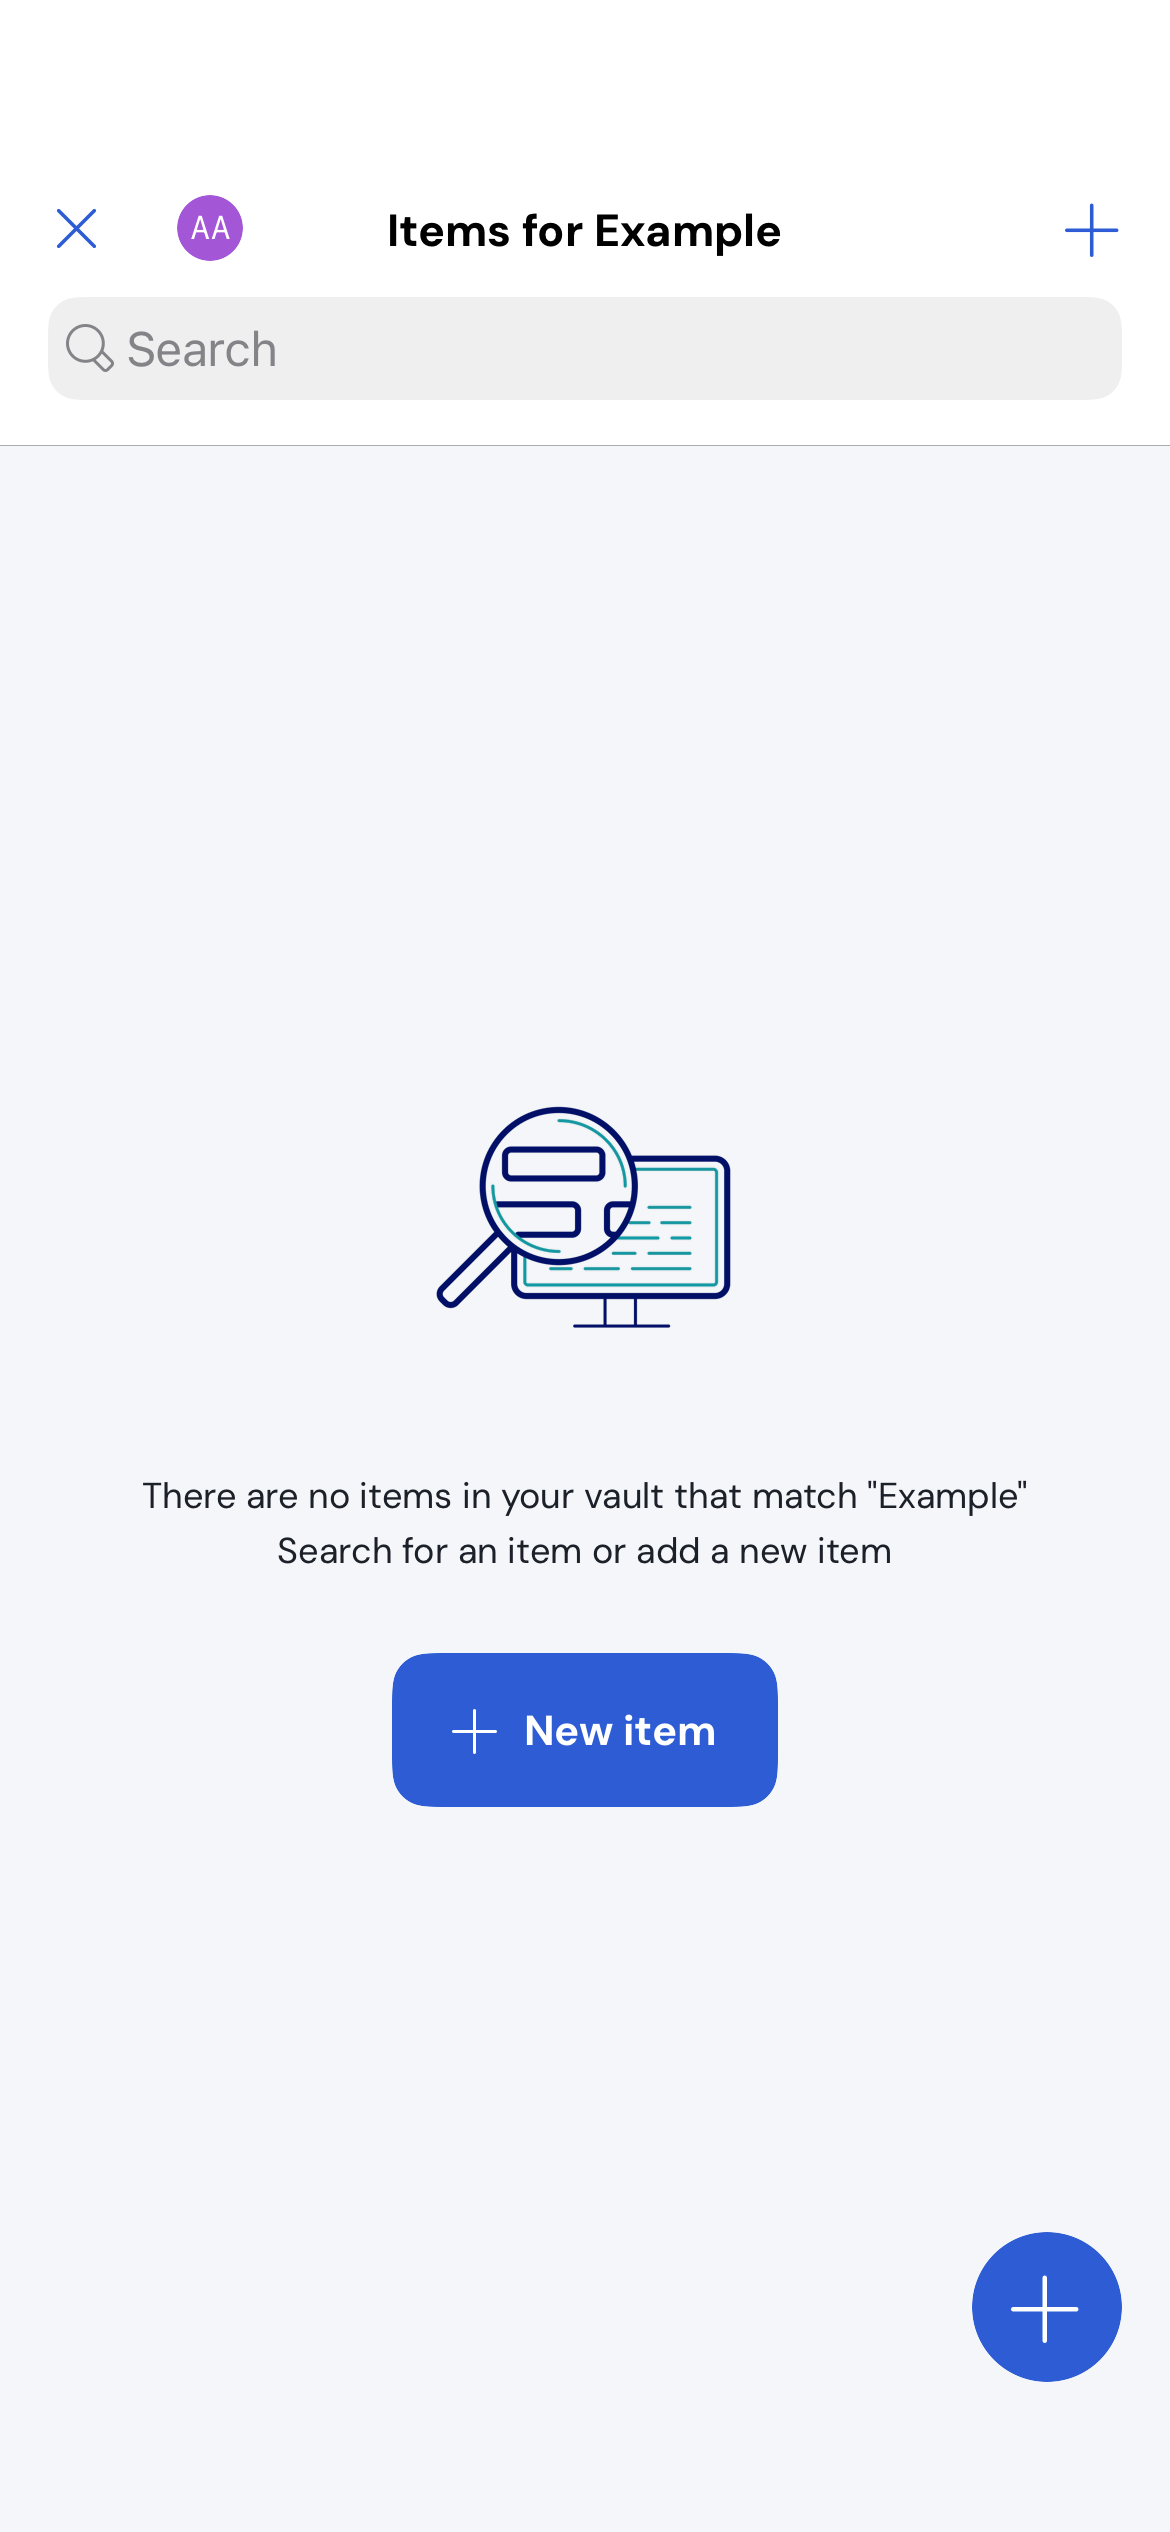 AA
Items for Example
Search
There are no items in your vault that match "Example"
Search for an item or add a new item
New item